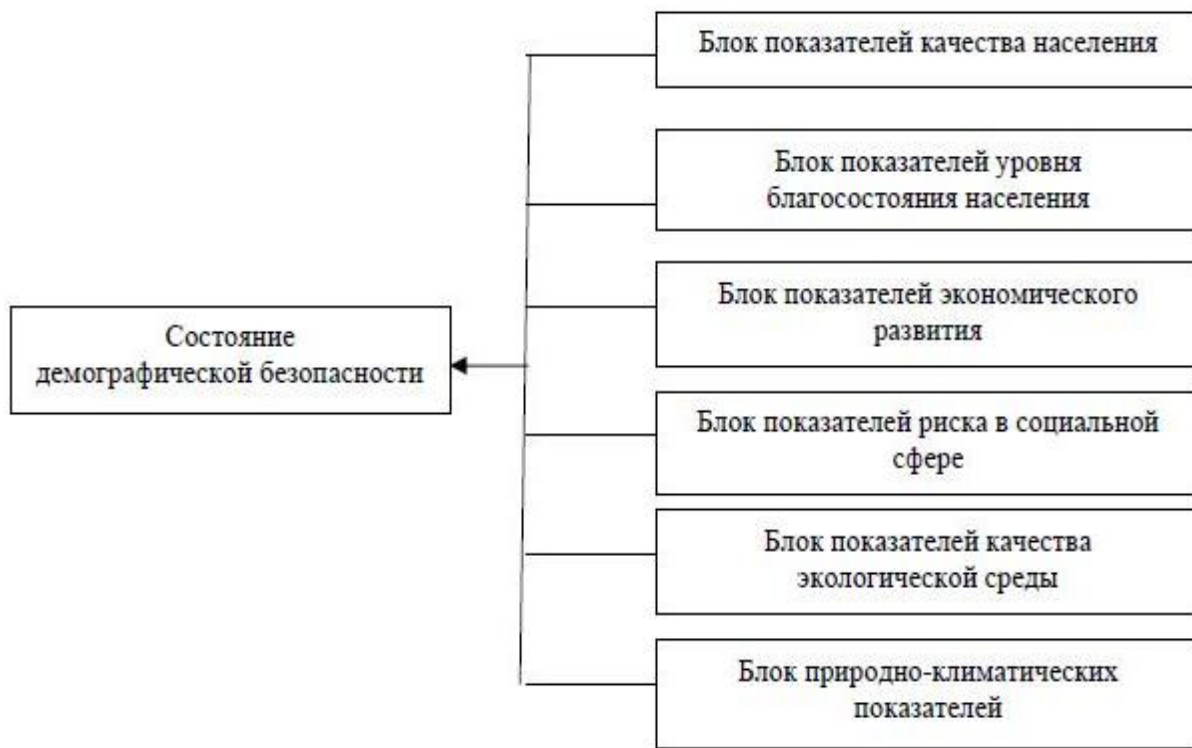 Блок показателей качества населения
Блок показателей уровня
благосостояния населения
Блок показателей экономического
развития
Состояние
демографической безопасности
Блок показателей риска в социальной
сфере
Блок показателей качества
экологической среды
Блок природно-климатических
показателей